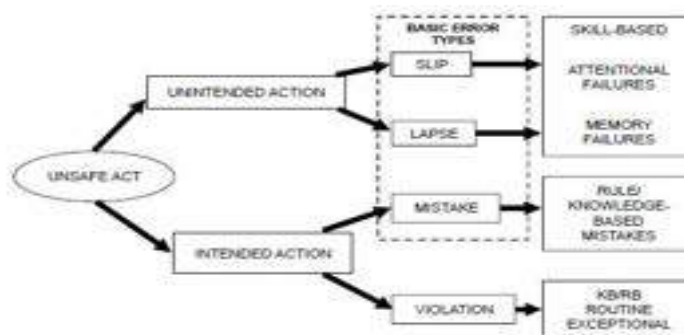 BASIC ERROR
TYPES
SKILL-BASED
SLIP
ATTENTIONAL
FAILURES
UNINTENDED ACTION
LAPSE
MEMORY
FAILURES
UNSAFE ACT
MISTAKE
RULE/
KNOWLEDGE-
BASED
MISTAKES
INTENDED ACTION
VIOLATION
KB/RB
ROUTINE
EXCEPTIONAL